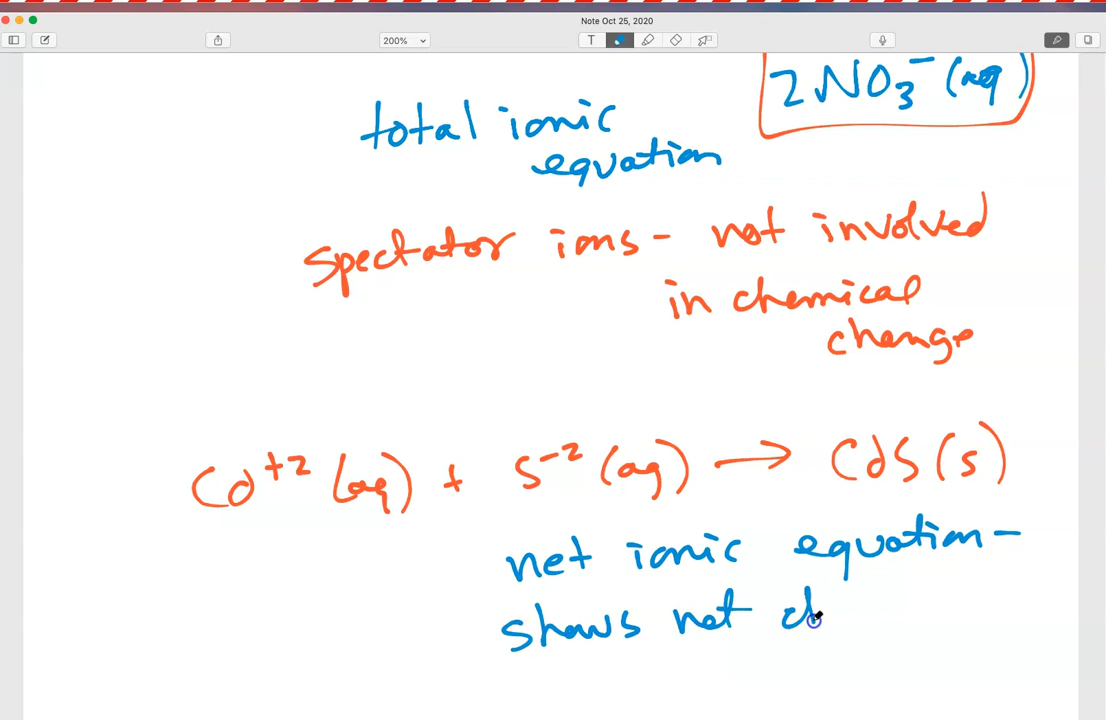 Note Oct 25, 2020
200%
T
2NO₃⁻ (aq)
total ionic
equation
spectator ions - not involved
in chemical
change
Cd⁺² (aq) + S⁻² (aq) → CdS (s)
net ionic equation -
shows net ch